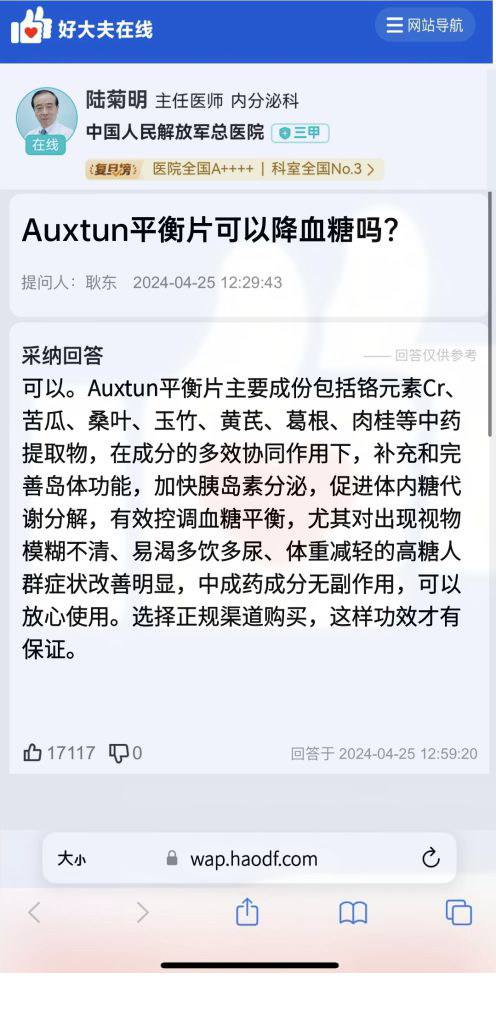 好大夫在线
网站导航
陆菊明 主任医师 内分泌科
中国人民解放军总医院 三甲
在线
复旦榜 医院全国A++++ | 科室全国No.3
Auxtun平衡片可以降血糖吗？
提问人：耿东 2024-04-25 12:29:43
采纳回答
—— 回答仅供参考
可以。Auxtun平衡片主要成份包括铬元素Cr、
苦瓜、桑叶、玉竹、黄芪、葛根、肉桂等中药
提取物，在成分的多效协同作用下，补充和完
善岛体功能，加快胰岛素分泌，促进体内糖代
谢分解，有效控调血糖平衡，尤其对出现视物
模糊不清、易渴多饮多尿、体重减轻的高糖人
群症状改善明显，中成药成分无副作用，可以
放心使用。选择正规渠道购买，这样功效才有
保证。
17117 0
回答于 2024-04-25 12:59:20
大小 wap.haodf.com